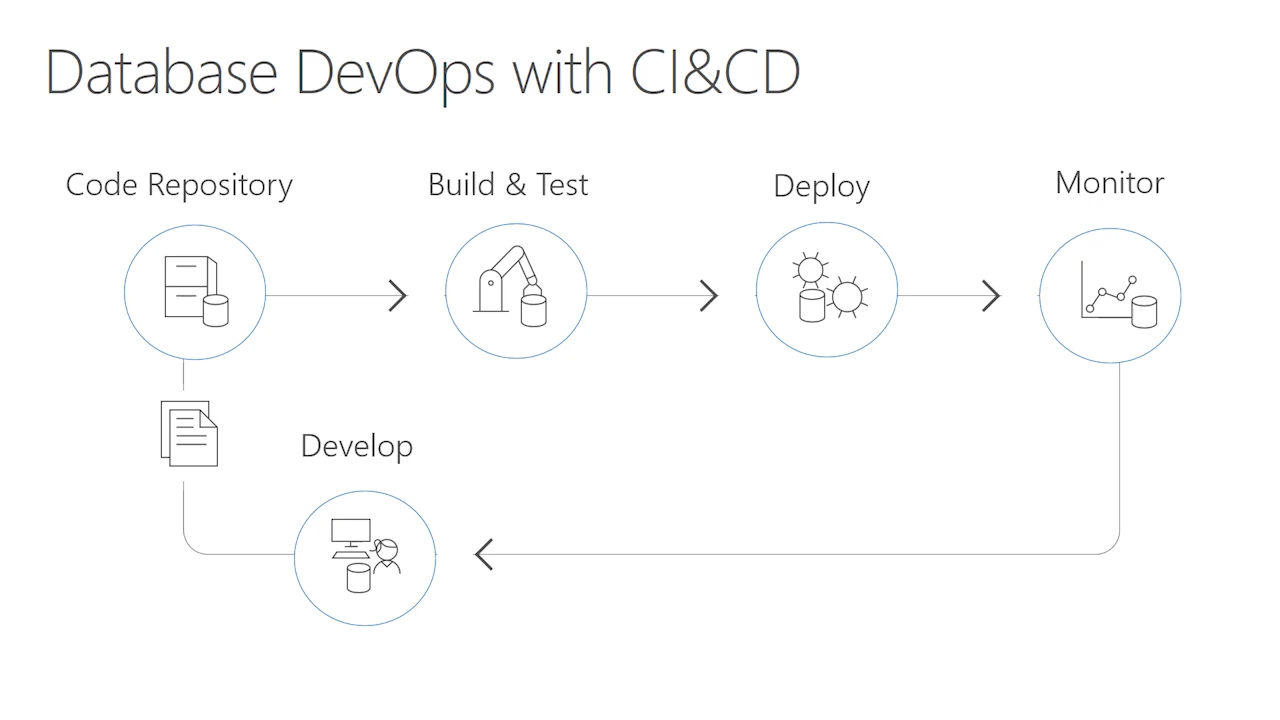 Database DevOps with CI&CD
Code Repository
Build & Test
Deploy
Monitor
Develop